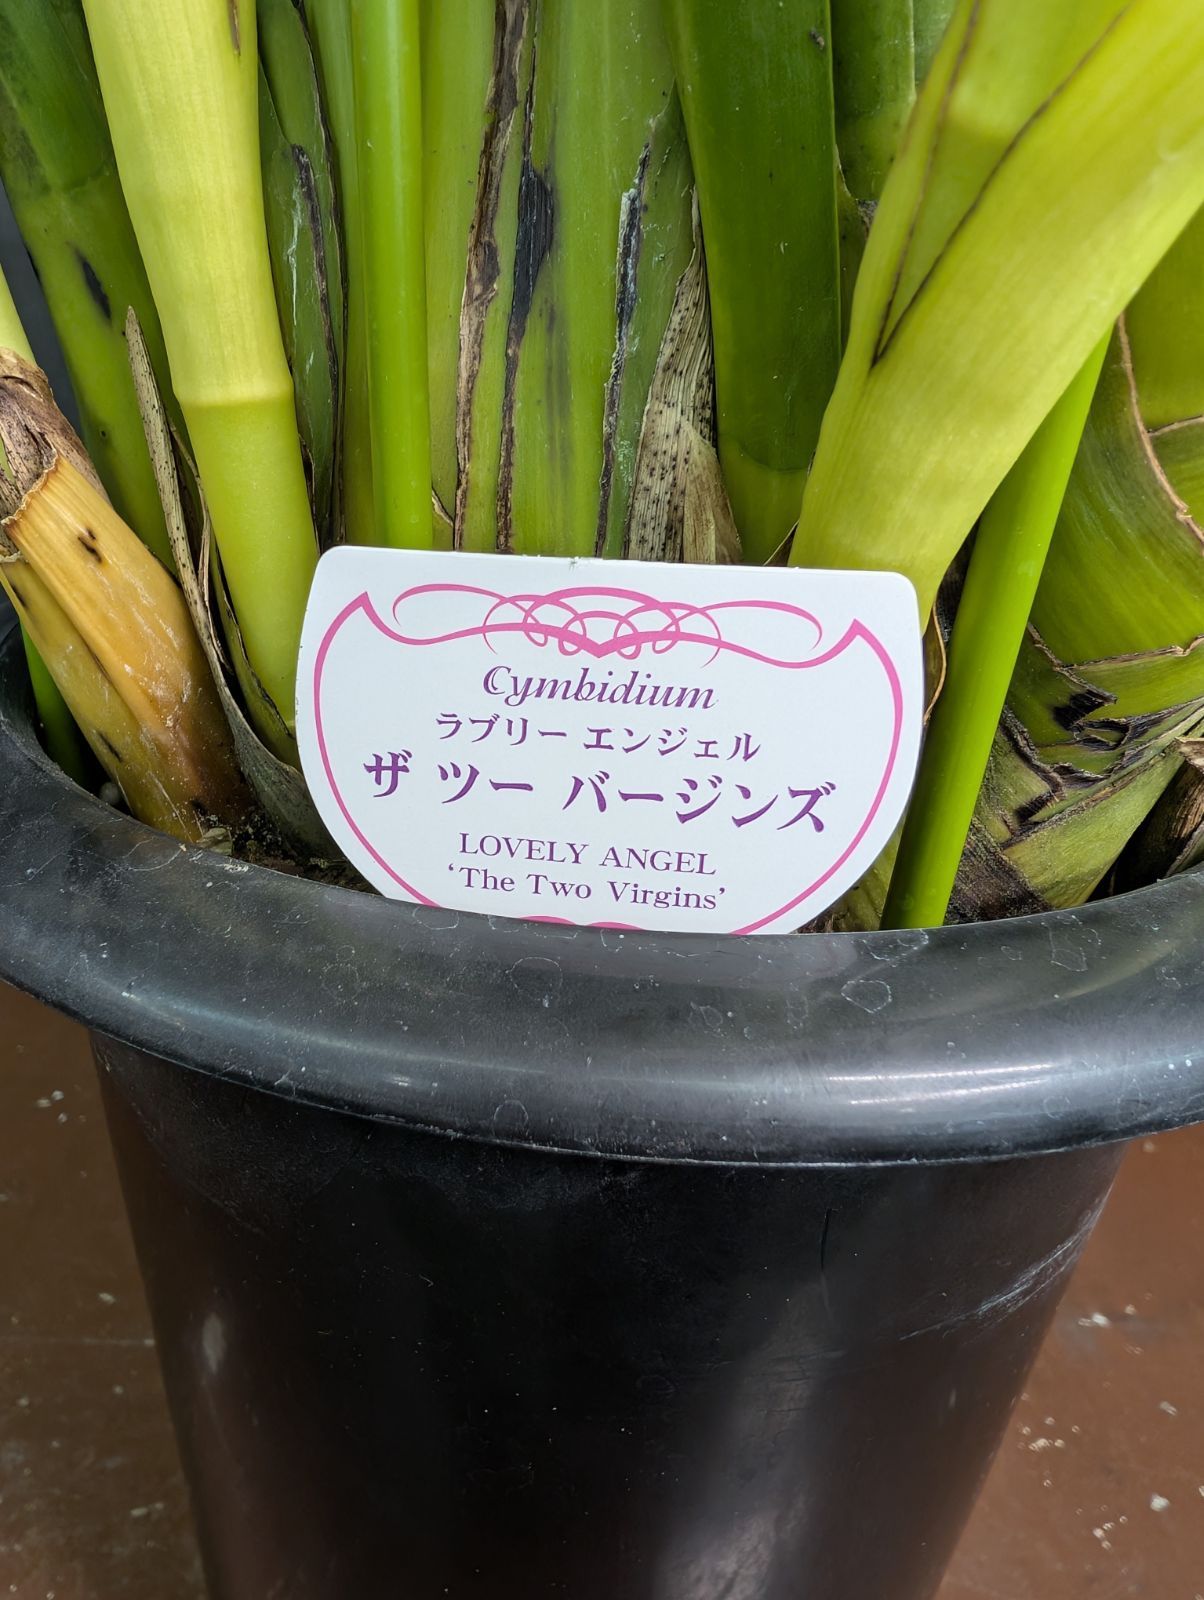 Cymbidium
ラブリー エンジェル
ザ ツー バージンズ
LOVELY ANGEL
‘The Two Virgins’